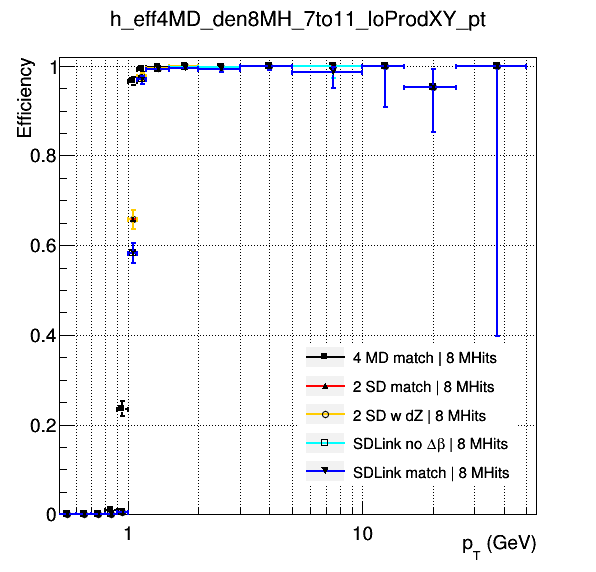 h_eff4MD_den8MH_7to11_loProdXY_pt
Efficiency
1
0.8
0.6
0.4
0.2
0
4 MD match | 8 MHits
2 SD match | 8 MHits
2 SD w dZ | 8 MHits
SDLink no Δβ | 8 MHits
SDLink match | 8 MHits
1 10
p_T (GeV)